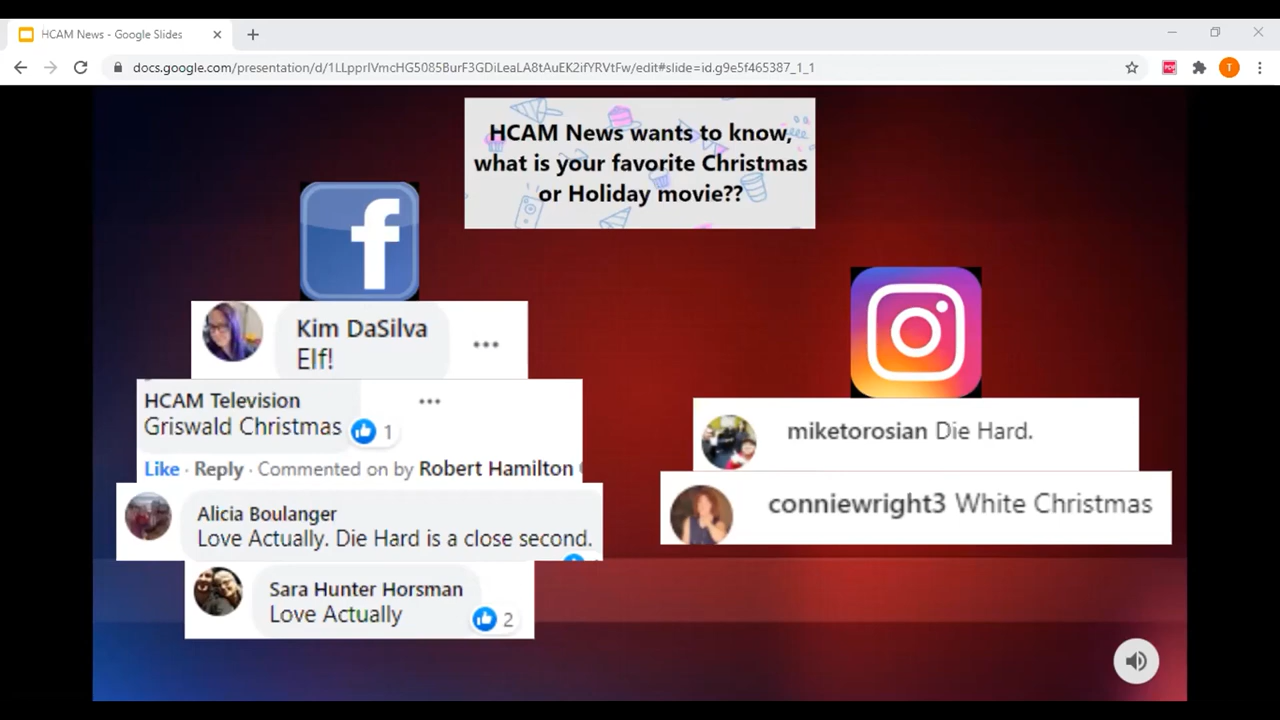 HCAM News - Google Slides
docs.google.com/presentation/d/1LLpprlVmcHG5085BurF3GDiLeaLA8tAuEK2ifYRVtFw/edit#slide=id.g9e5f465387_1_1
PDF
T
HCAM News wants to know,
what is your favorite Christmas
or Holiday movie??
f
Kim DaSilva
Elf!
HCAM Television
Griswald Christmas 1
Like · Reply · Commented on by Robert Hamilton
Alicia Boulanger
Love Actually. Die Hard is a close second.
Sara Hunter Horsman
Love Actually 2
miketorosian Die Hard.
conniewright3 White Christmas